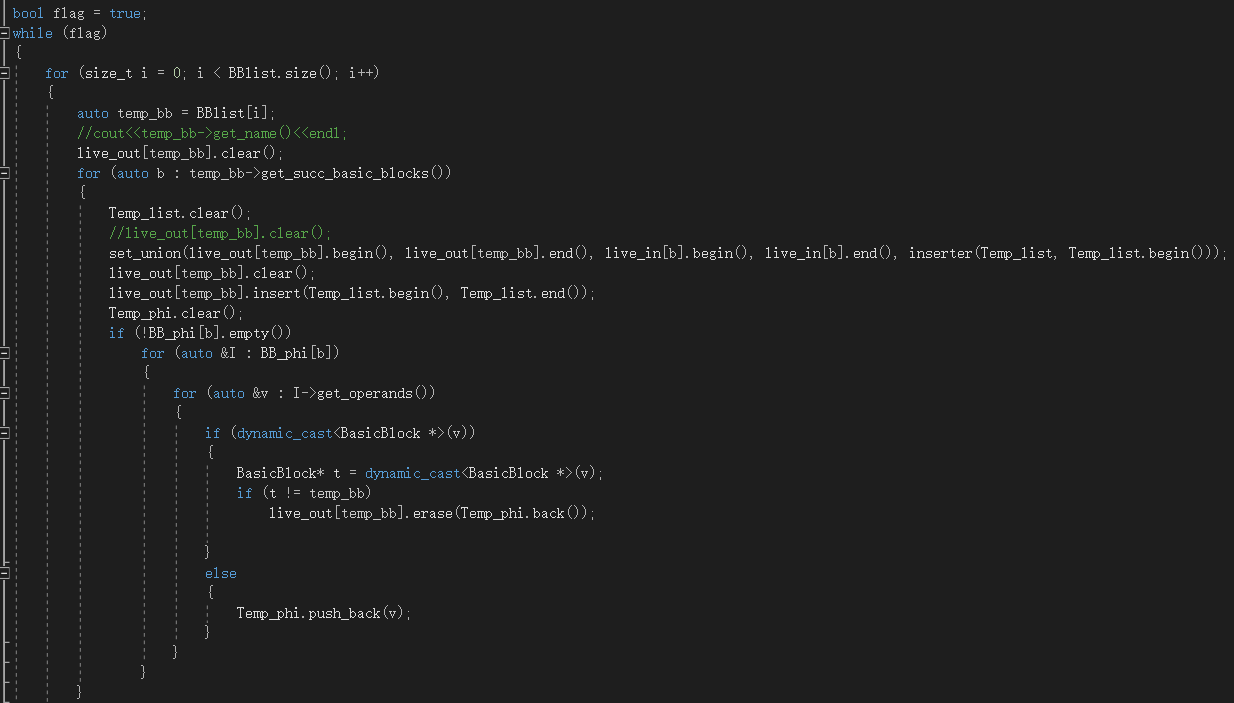 bool flag = true;
while (flag)
{
for (size_t i = 0; i < BBlist.size(); i++)
{
auto temp_bb = BBlist[i];
//cout<<temp_bb->get_name()<<endl;
live_out[temp_bb].clear();
for (auto b : temp_bb->get_succ_basic_blocks())
{
Temp_list.clear();
//live_out[temp_bb].clear();
set_union(live_out[temp_bb].begin(), live_out[temp_bb].end(), live_in[b].begin(), live_in[b].end(), inserter(Temp_list, Temp_list.begin()));
live_out[temp_bb].clear();
live_out[temp_bb].insert(Temp_list.begin(), Temp_list.end());
Temp_phi.clear();
if (!BB_phi[b].empty())
for (auto &I : BB_phi[b])
{
for (auto &v : I->get_operands())
{
if (dynamic_cast<BasicBlock *>(v))
{
BasicBlock* t = dynamic_cast<BasicBlock *>(v);
if (t != temp_bb)
live_out[temp_bb].erase(Temp_phi.back());
}
else
{
Temp_phi.push_back(v);
}
}
}
}